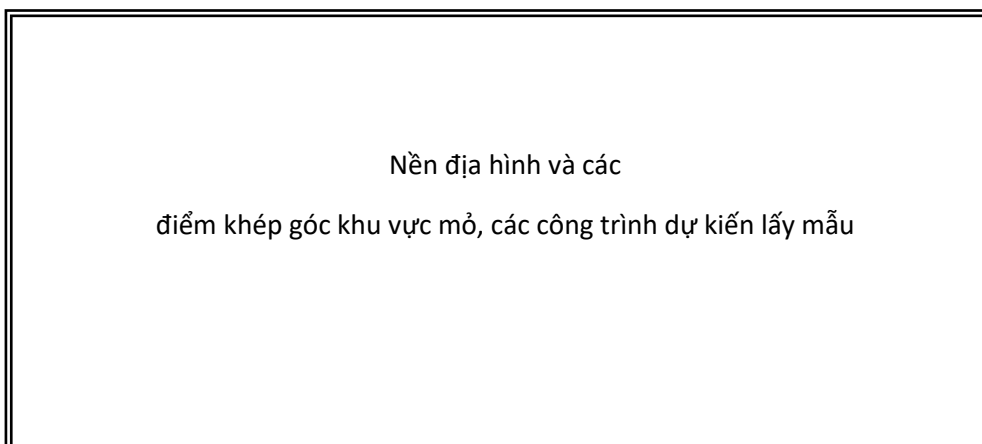 Nền địa hình và các
điểm khép góc khu vực mỏ, các công trình dự kiến lấy mẫu